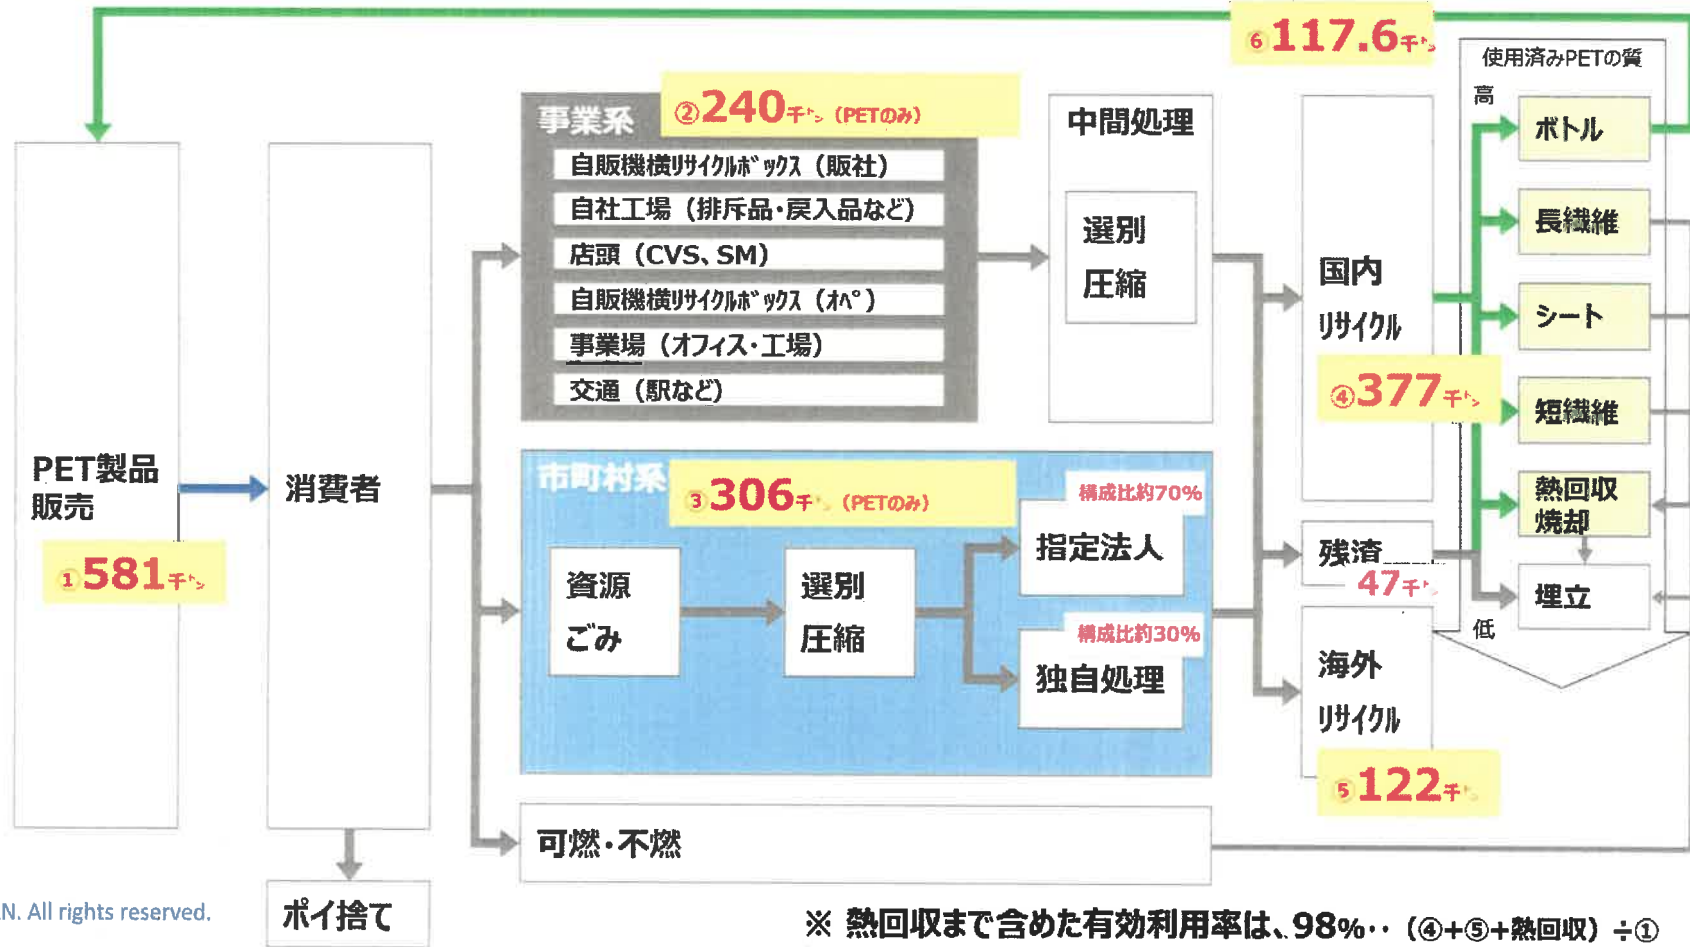 ⑥117.6千㌧
使用済みPETの質
高
事業系
②240千㌧（PETのみ）
自販機横ﾘｻｲｸﾙﾎﾞｯｸｽ（販社）
自社工場（排斥品・戻入品など）
店頭（CVS、SM）
自販機横ﾘｻｲｸﾙﾎﾞｯｸｽ（ｵﾍﾟ）
事業場（オフィス・工場）
交通（駅など）
中間処理
選別
圧縮
国内
ﾘｻｲｸﾙ
④377千㌧
ボトル
長繊維
シート
短繊維
熱回収
焼却
埋立
低
PET製品
販売
①581千㌧
消費者
市町村系
③306千㌧（PETのみ）
資源
ごみ
選別
圧縮
構成比約70%
指定法人
構成比約30%
独自処理
残渣
47千㌧
海外
ﾘｻｲｸﾙ
⑤122千㌧
可燃・不燃
ポイ捨て
N. All rights reserved.
※ 熱回収まで含めた有効利用率は、98%‥（④+⑤+熱回収）÷①